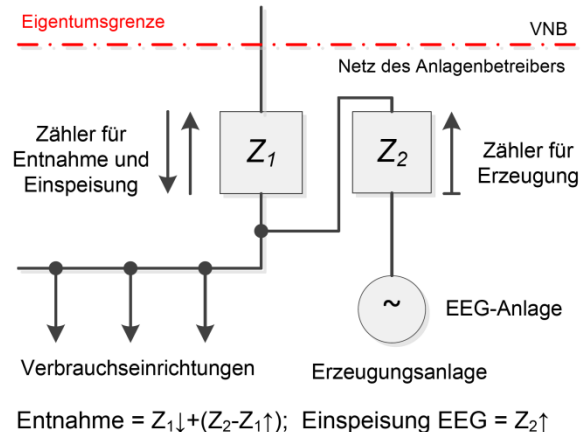 Eigentumsgrenze
VNB
Netz des Anlagenbetreibers
Zähler für
Entnahme und
Einspeisung
Z1
Z2
Zähler für
Erzeugung
~
EEG-Anlage
Verbrauchseinrichtungen
Erzeugungsanlage
Entnahme = Z1↓+(Z2-Z1↑); Einspeisung EEG = Z2↑